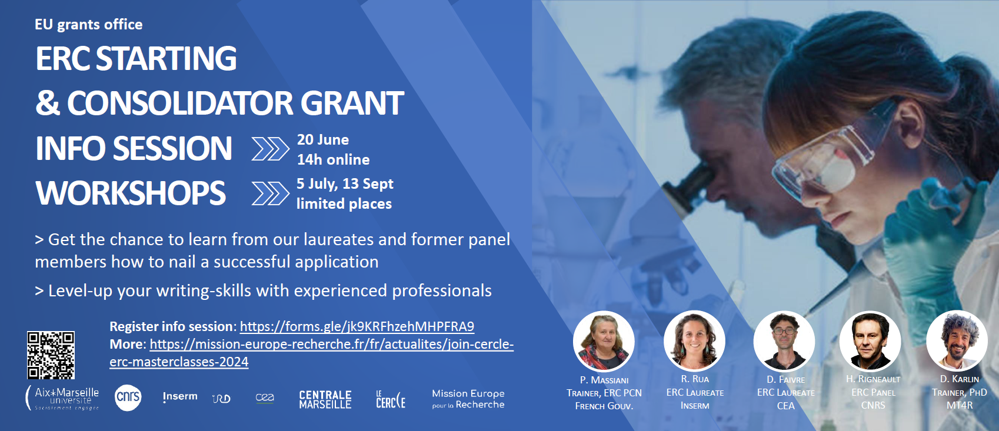 EU grants office
ERC STARTING
& CONSOLIDATOR GRANT
INFO SESSION
20 June
14h online
WORKSHOPS
5 July, 13 Sept
limited places
> Get the chance to learn from our laureates and former panel
members how to nail a successful application
> Level-up your writing-skills with experienced professionals
Register info session: https://forms.gle/jk9KRFhzehMHPFRA9
More: https://mission-europe-recherche.fr/fr/actualites/join-cercle-
erc-masterclasses-2024
Aix*Marseille
université
Socialement engagée
cnrs
Inserm
IRD
cea
CENTRALE
MARSEILLE
LE
CERCLE
Mission Europe
pour la Recherche
P. MASSIANI
TRAINER, ERC PCN
FRENCH GOUV.
R. RUA
ERC LAUREATE
INSERM
D. FAIVRE
ERC LAUREATE
CEA
H. RIGNEAULT
ERC PANEL
CNRS
D. KARLIN
TRAINER, PHD
MT4R